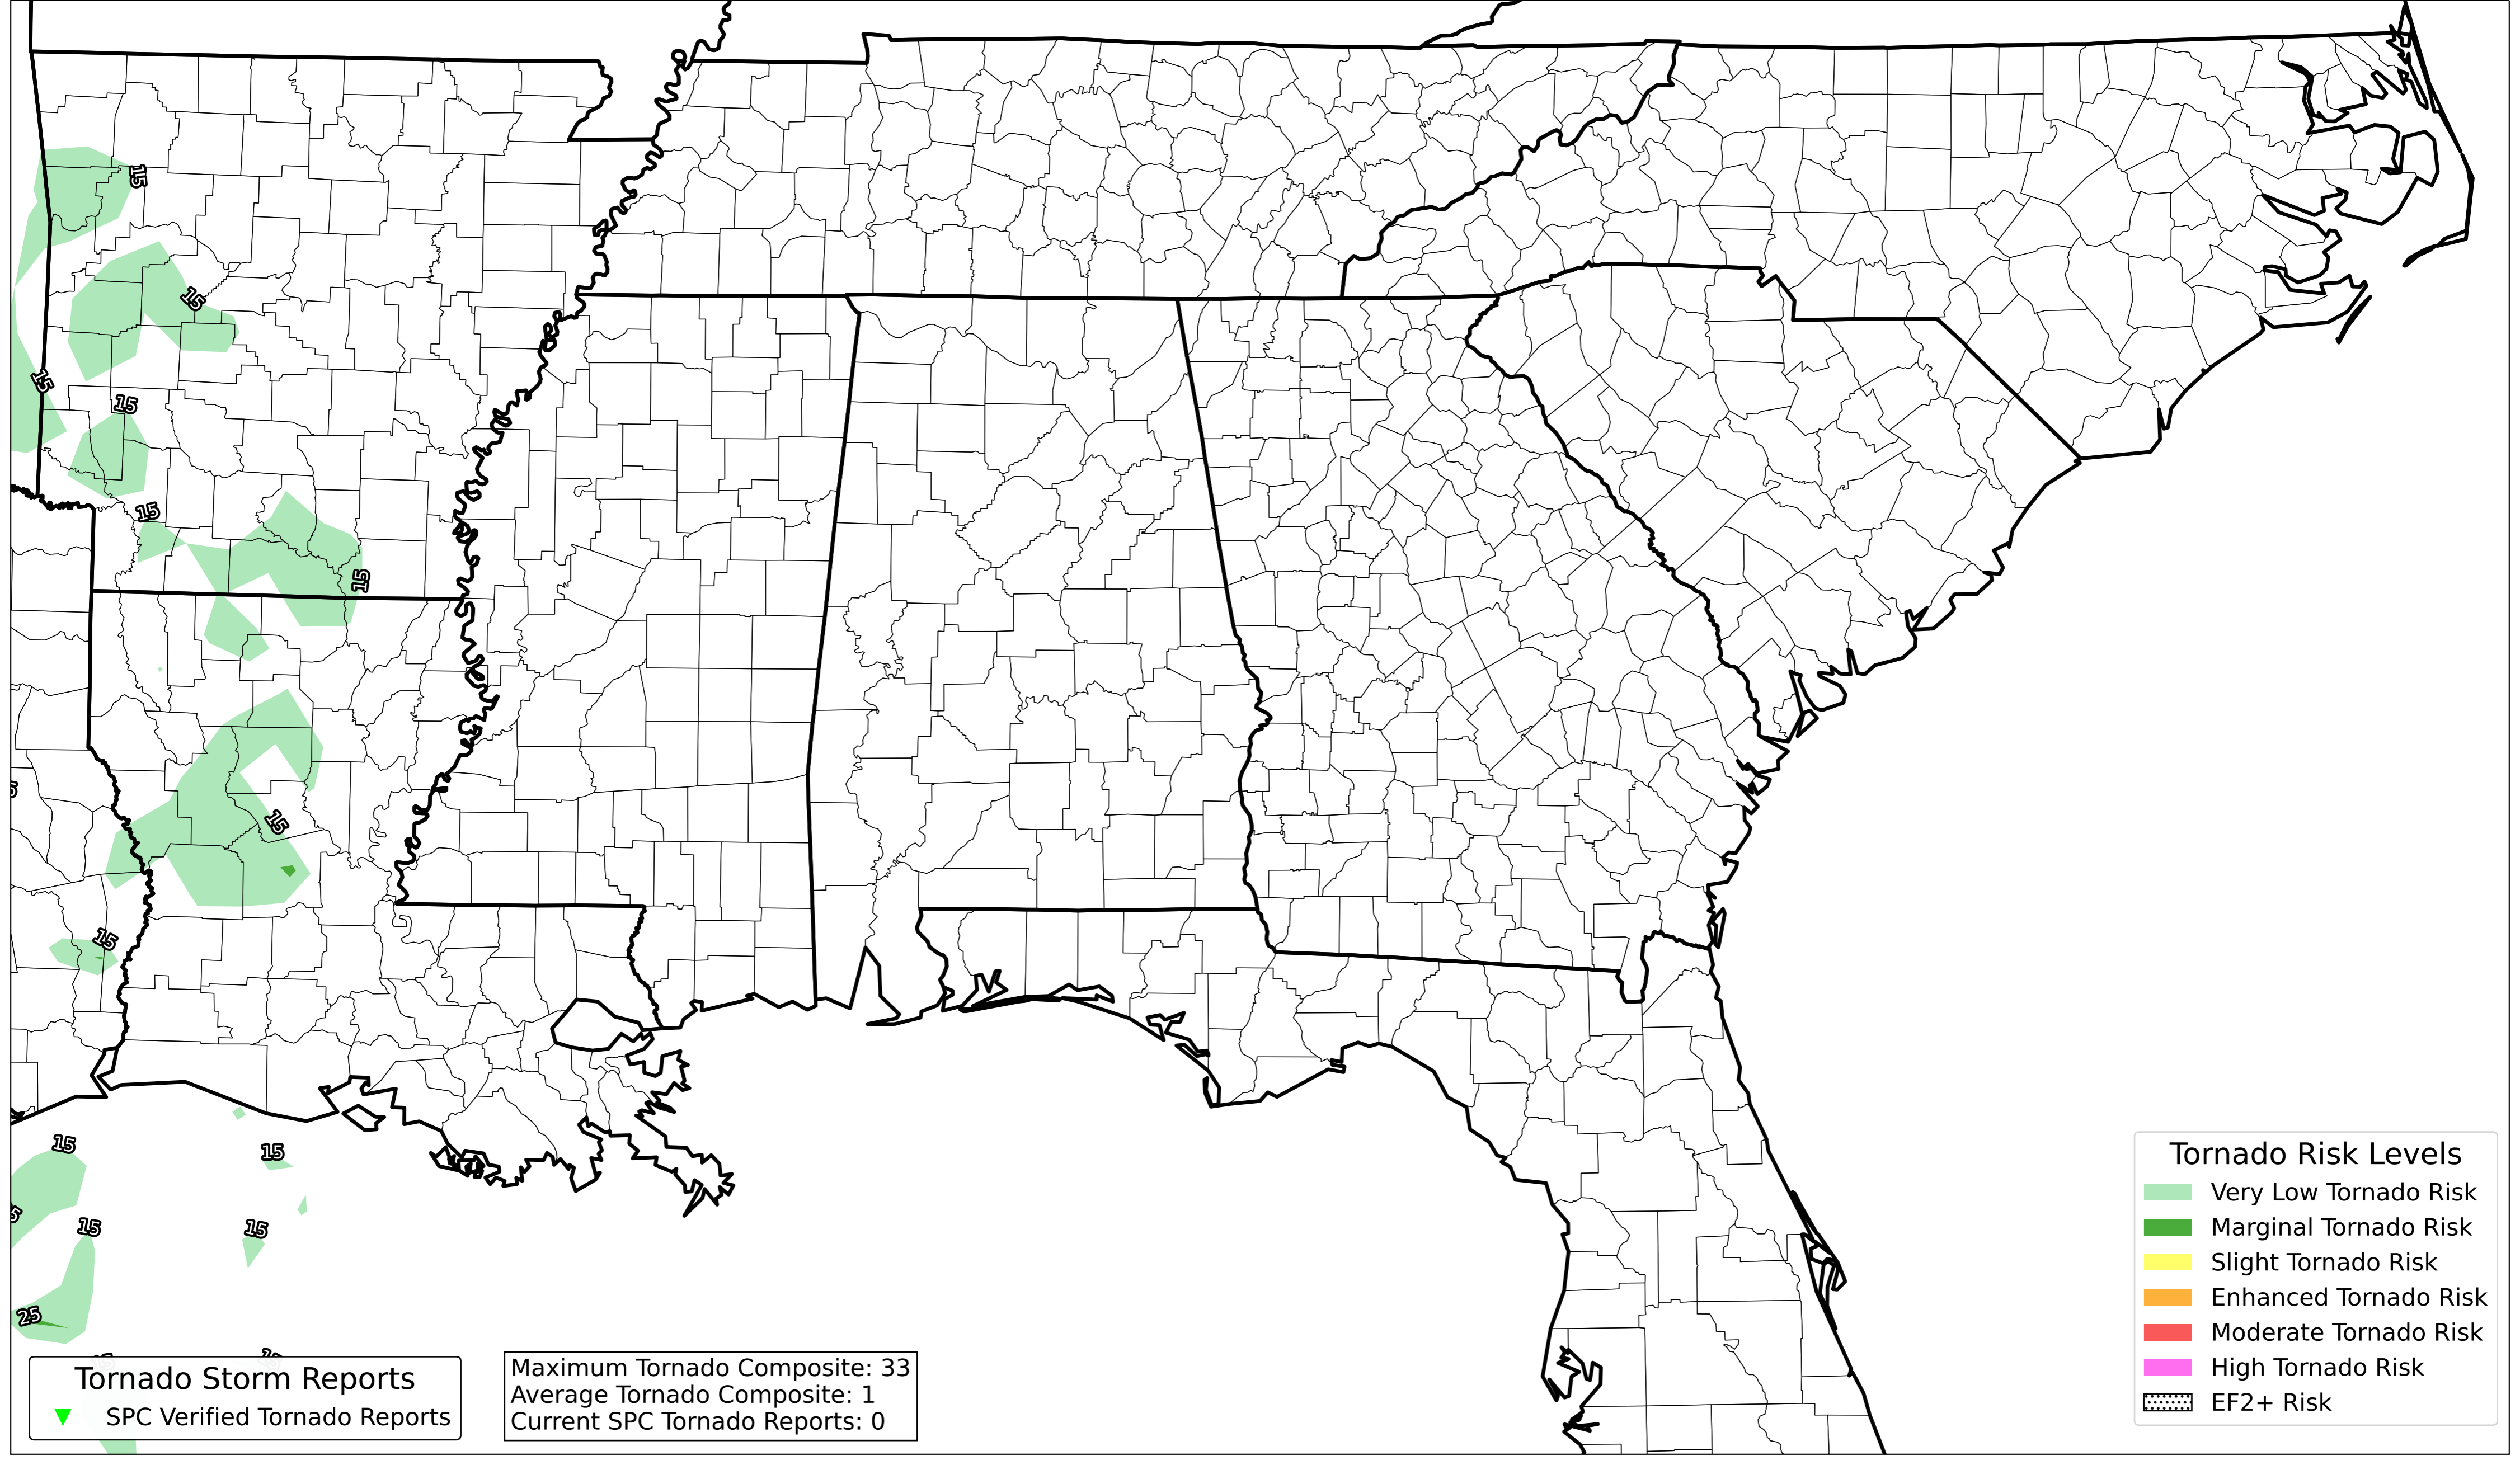 15
15
15
15
15
15
15
15
15
15
15
25
15
Tornado Risk Levels
Very Low Tornado Risk
Marginal Tornado Risk
Slight Tornado Risk
Enhanced Tornado Risk
Moderate Tornado Risk
High Tornado Risk
EF2+ Risk
Tornado Storm Reports
SPC Verified Tornado Reports
Maximum Tornado Composite: 33
Average Tornado Composite: 1
Current SPC Tornado Reports: 0